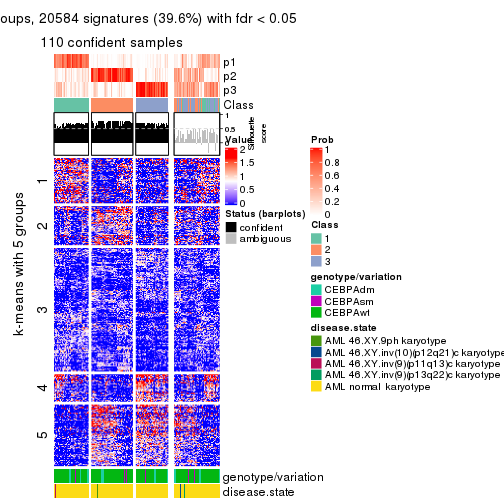 oups, 20584 signatures (39.6%) with fdr < 0.05
110 confident samples
p1
p2
p3
Class
1
0.5
0
Silhouette
score
Value
2
1.5
1
0.5
0
Prob
1
0.8
0.6
0.4
0.2
0
Status (barplots)
confident
ambiguous
Class
1
2
3
genotype/variation
CEBPAdm
CEBPAsm
CEBPAwt
disease.state
AML 46.XY.9ph karyotype
AML 46.XY.inv(10)(p12q21)c karyotype
AML 46.XY.inv(9)(p11q13)c karyotype
AML 46.XY.inv(9)(p13q22)c karyotype
AML normal karyotype
k-means with 5 groups
1
2
3
4
5
genotype/variation
disease.state